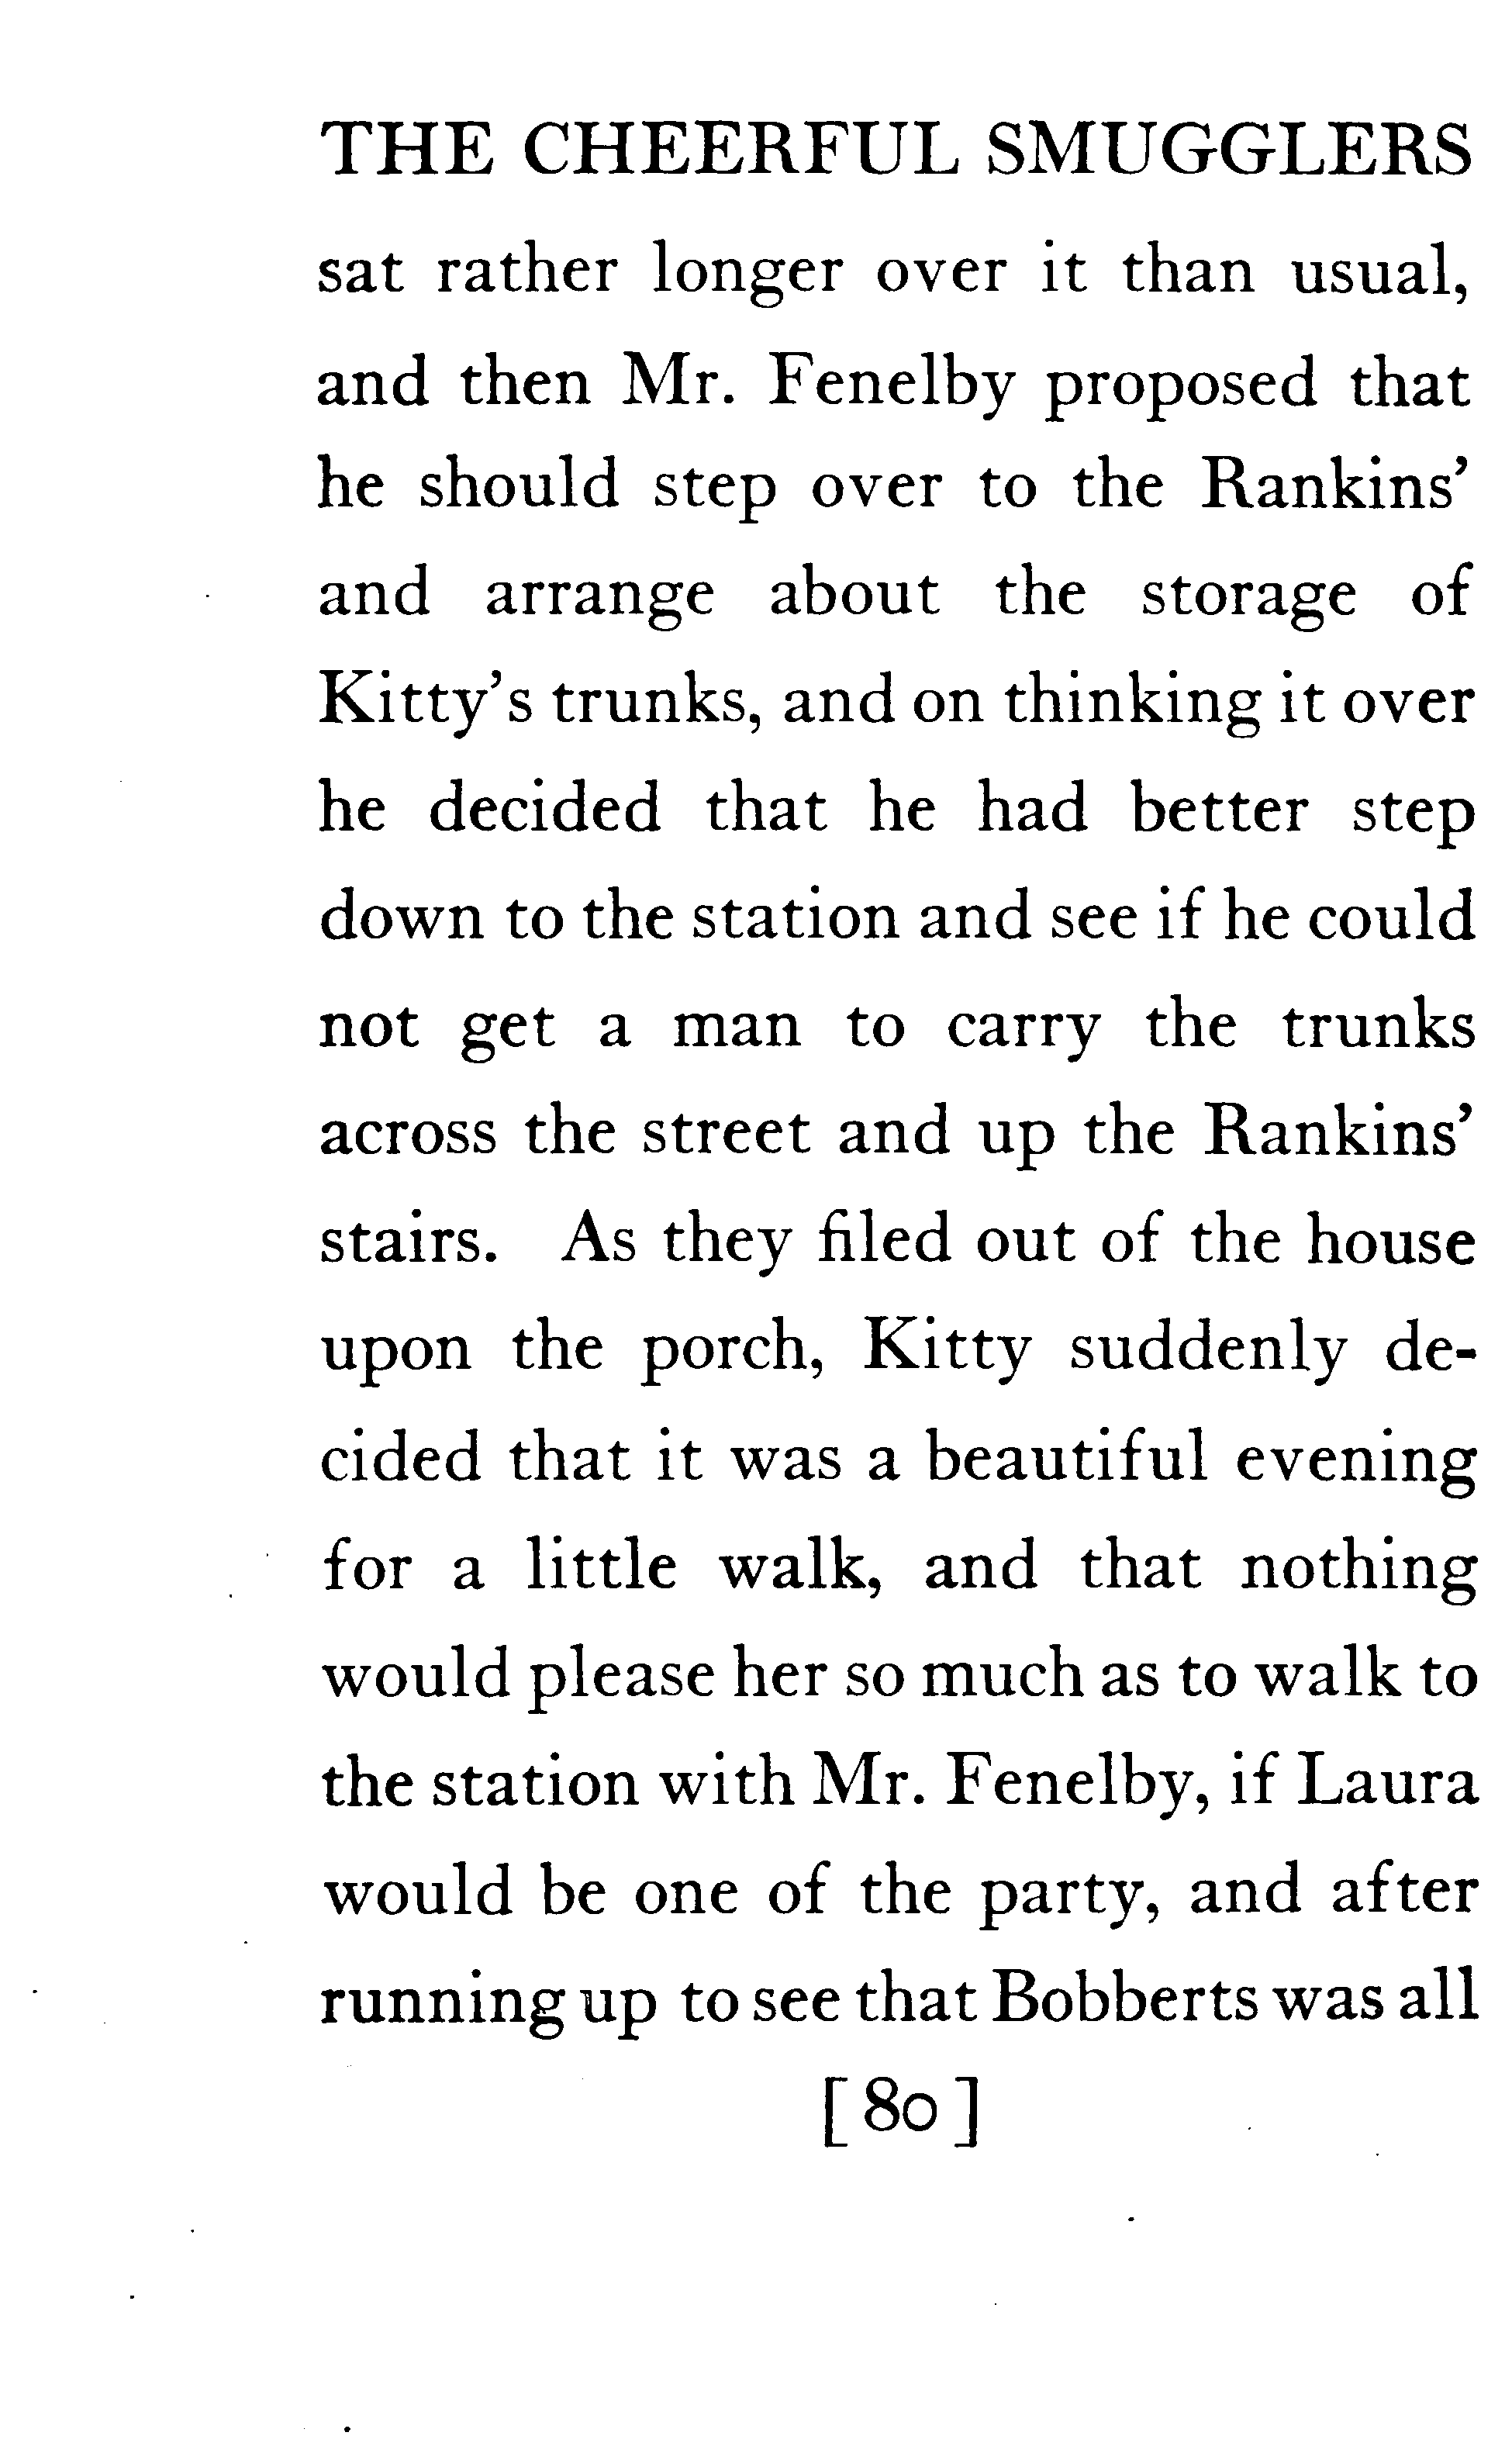 THE CHEERFUL SMUGGLERS
sat rather longer over it than usual,
and then Mr. Fenelby proposed that
he should step over to the Rankins’
and arrange about the storage of
Kitty’s trunks, and on thinking it over
he decided that he had better step
down to the station and see if he could
not get a man to carry the trunks
across the street and up the Rankins’
stairs. As they filed out of the house
upon the porch, Kitty suddenly de-
cided that it was a beautiful evening
for a little walk, and that nothing
would please her so much as to walk to
the station with Mr. Fenelby, if Laura
would be one of the party, and after
running up to see that Bobberts was all
[ 80 ]